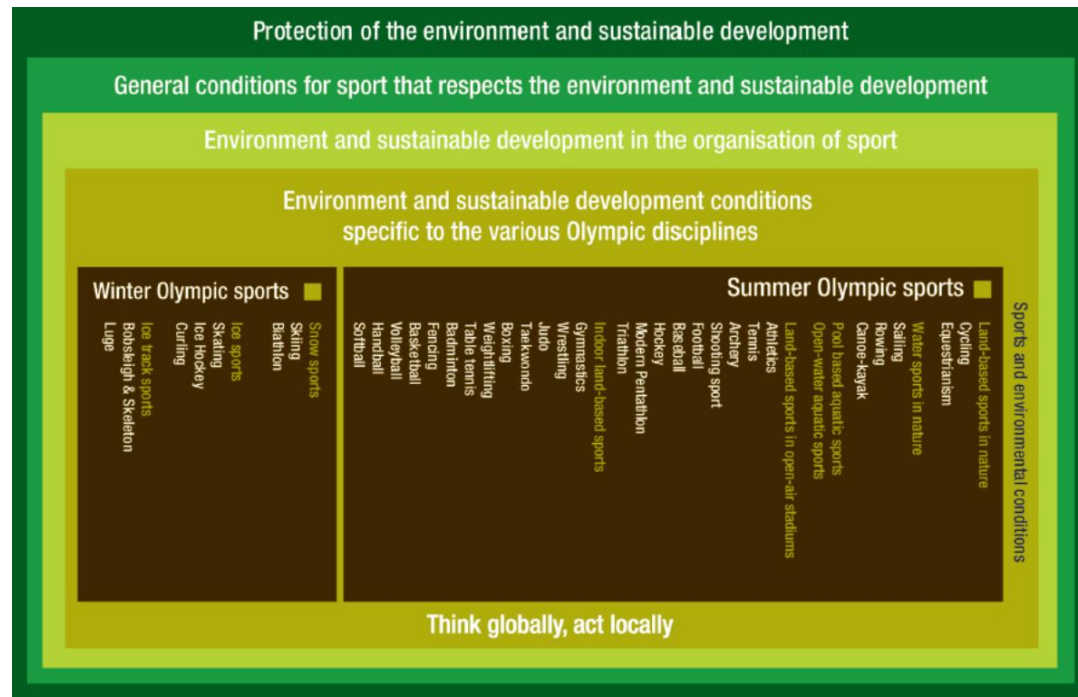 Protection of the environment and sustainable development
General conditions for sport that respects the environment and sustainable development
Environment and sustainable development in the organisation of sport
Environment and sustainable development conditions
specific to the various Olympic disciplines
Winter Olympic sports
Snow sports
Skiing
Biathlon
Ice sports
Skating
Ice Hockey
Curling
Ice track sports
Bobsleigh & Skeleton
Luge
Summer Olympic sports
Land-based sports in nature
Cycling
Equestrianism
Water sports in nature
Sailing
Rowing
Canoe-kayak
Pool based aquatic sports
Open-water aquatic sports
Land-based sports in open-air stadiums
Athletics
Tennis
Archery
Shooting sport
Football
Baseball
Hockey
Modern Pentathlon
Triathlon
Indoor land-based sports
Gymnastics
Wrestling
Judo
Taekwondo
Boxing
Weightlifting
Table tennis
Badminton
Fencing
Basketball
Volleyball
Handball
Softball
Sports and environmental conditions
Think globally, act locally